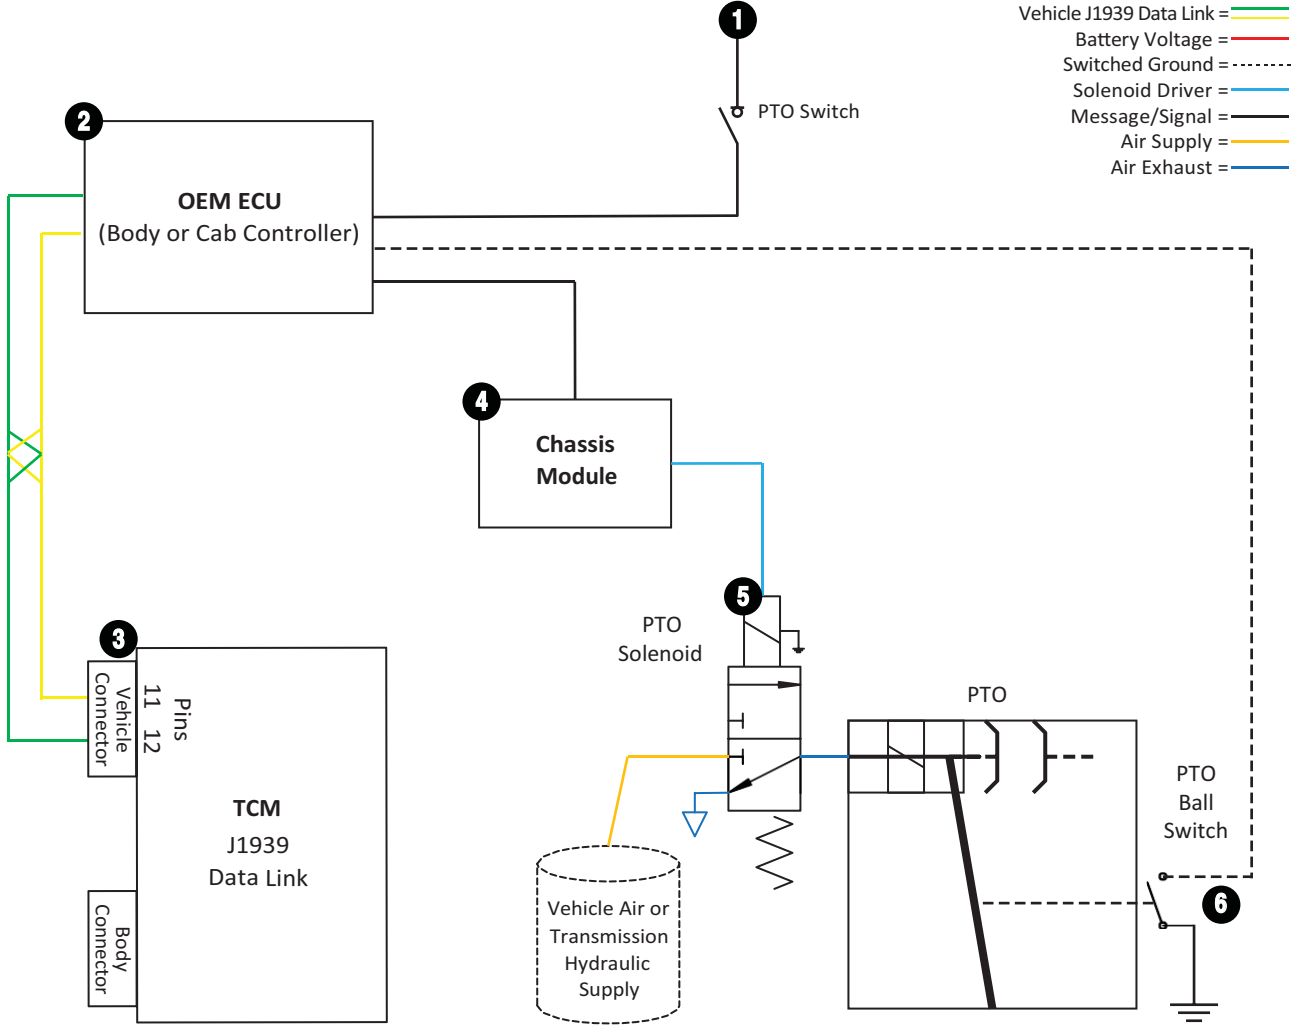 1
Vehicle J1939 Data Link =
Battery Voltage =
Switched Ground =
Solenoid Driver =
Message/Signal =
Air Supply =
Air Exhaust =
PTO Switch
2
OEM ECU
(Body or Cab Controller)
4
Chassis
Module
5
PTO
Solenoid
3
Vehicle
Connector
Pins
11 12
TCM
J1939
Data Link
Body
Connector
PTO
PTO
Ball
Switch
6
Vehicle Air or
Transmission
Hydraulic
Supply